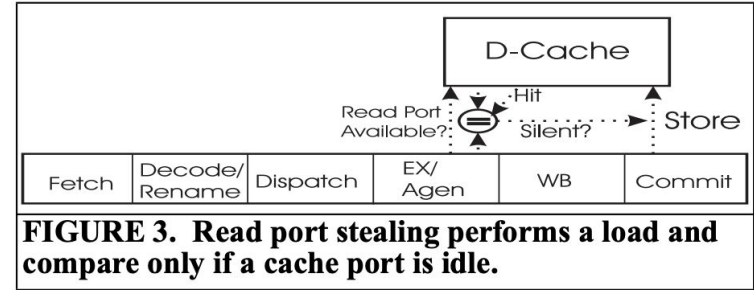 D-Cache
Hit
Read Port
Available?
=
Silent?
Store
Fetch
Decode/
Rename
Dispatch
EX/
Agen
WB
Commit
FIGURE 3. Read port stealing performs a load and
compare only if a cache port is idle.